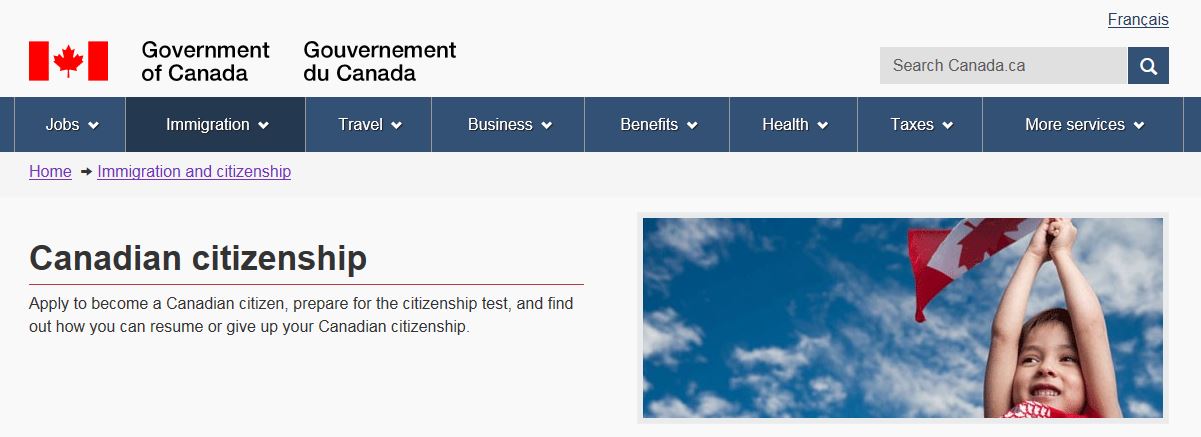 Français
Government
of Canada
Gouvernement
du Canada
Search Canada.ca
Jobs
Immigration
Travel
Business
Benefits
Health
Taxes
More services
Home
Immigration and citizenship
Canadian citizenship
Apply to become a Canadian citizen, prepare for the citizenship test, and find
out how you can resume or give up your Canadian citizenship.